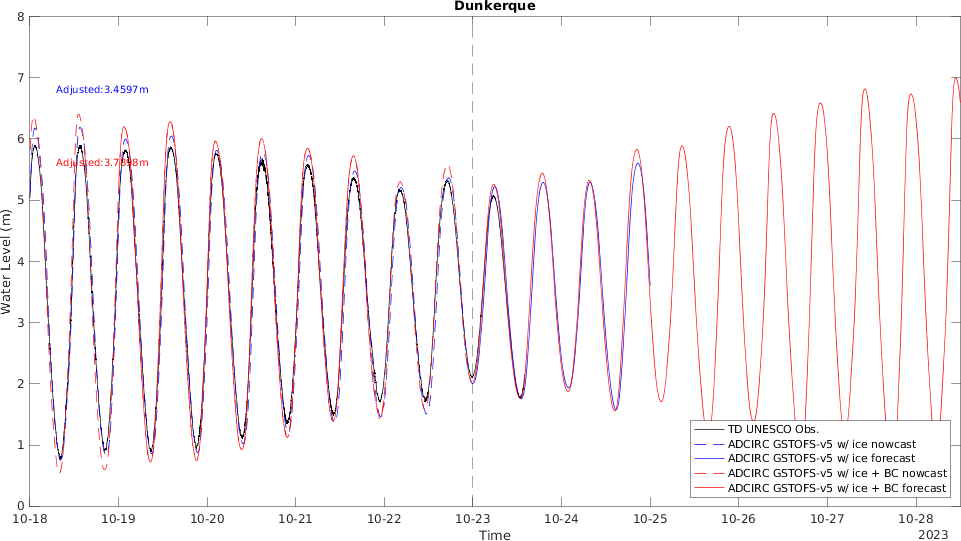 Dunkerque
8
7
6
5
4
3
2
1
0
Water Level (m)
Adjusted:3.4597m
Adjusted:3.7898m
TD UNESCO Obs.
ADCIRC GSTOFS-v5 w/ ice nowcast
ADCIRC GSTOFS-v5 w/ ice forecast
ADCIRC GSTOFS-v5 w/ ice + BC nowcast
ADCIRC GSTOFS-v5 w/ ice + BC forecast
10-18 10-19 10-20 10-21 10-22 10-23 10-24 10-25 10-26 10-27 10-28
Time
2023